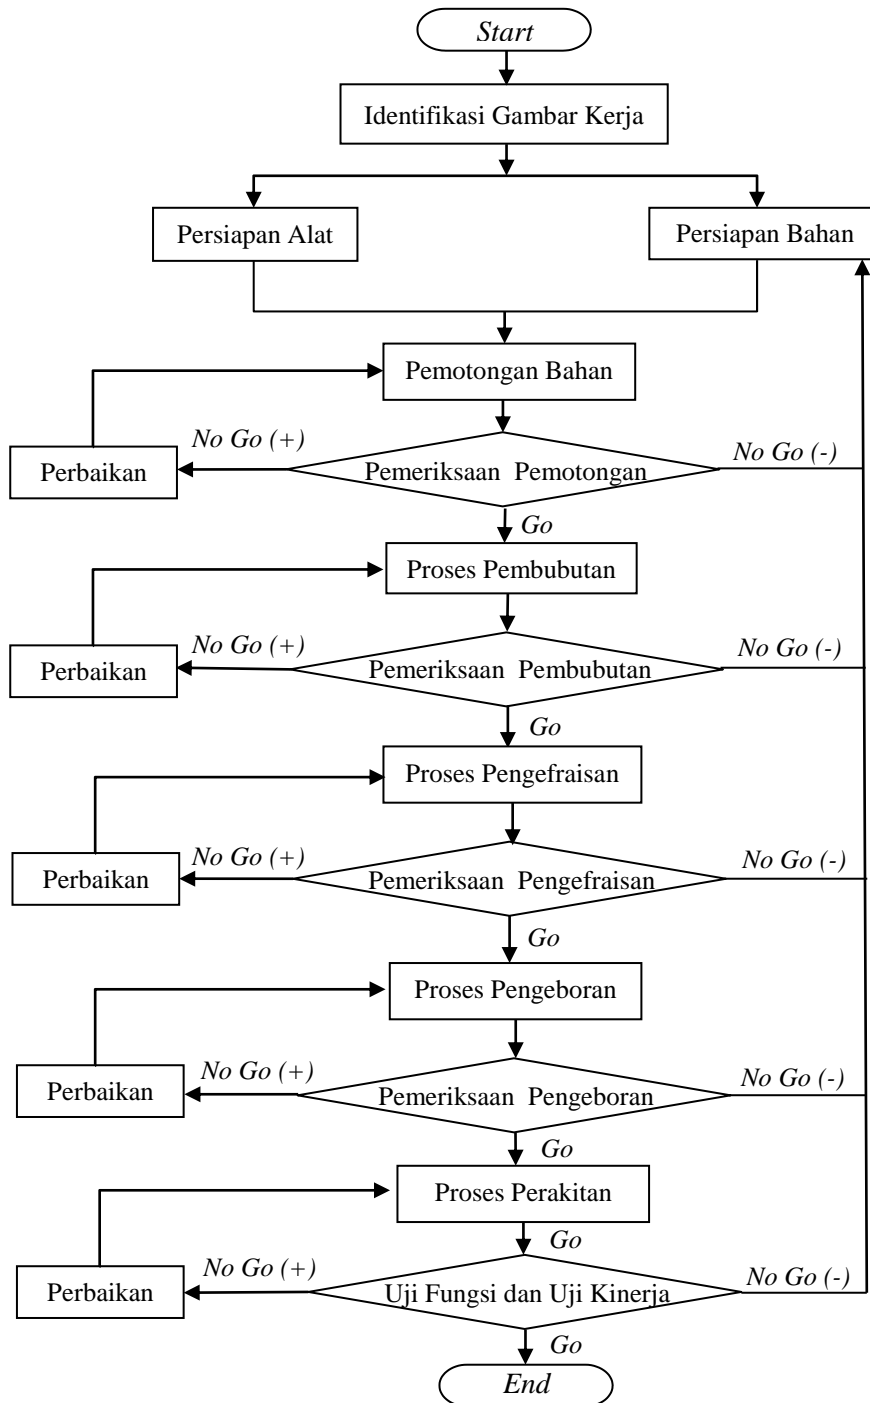 Start
Identifikasi Gambar Kerja
Persiapan Alat
Persiapan Bahan
Pemotongan Bahan
No Go (+)
No Go (-)
Perbaikan
Pemeriksaan Pemotongan
Go
Proses Pembubutan
No Go (+)
No Go (-)
Perbaikan
Pemeriksaan Pembubutan
Go
Proses Pengefraisan
No Go (+)
No Go (-)
Perbaikan
Pemeriksaan Pengefraisan
Go
Proses Pengeboran
No Go (+)
No Go (-)
Perbaikan
Pemeriksaan Pengeboran
Go
Proses Perakitan
Go
No Go (+)
No Go (-)
Perbaikan
Uji Fungsi dan Uji Kinerja
Go
End